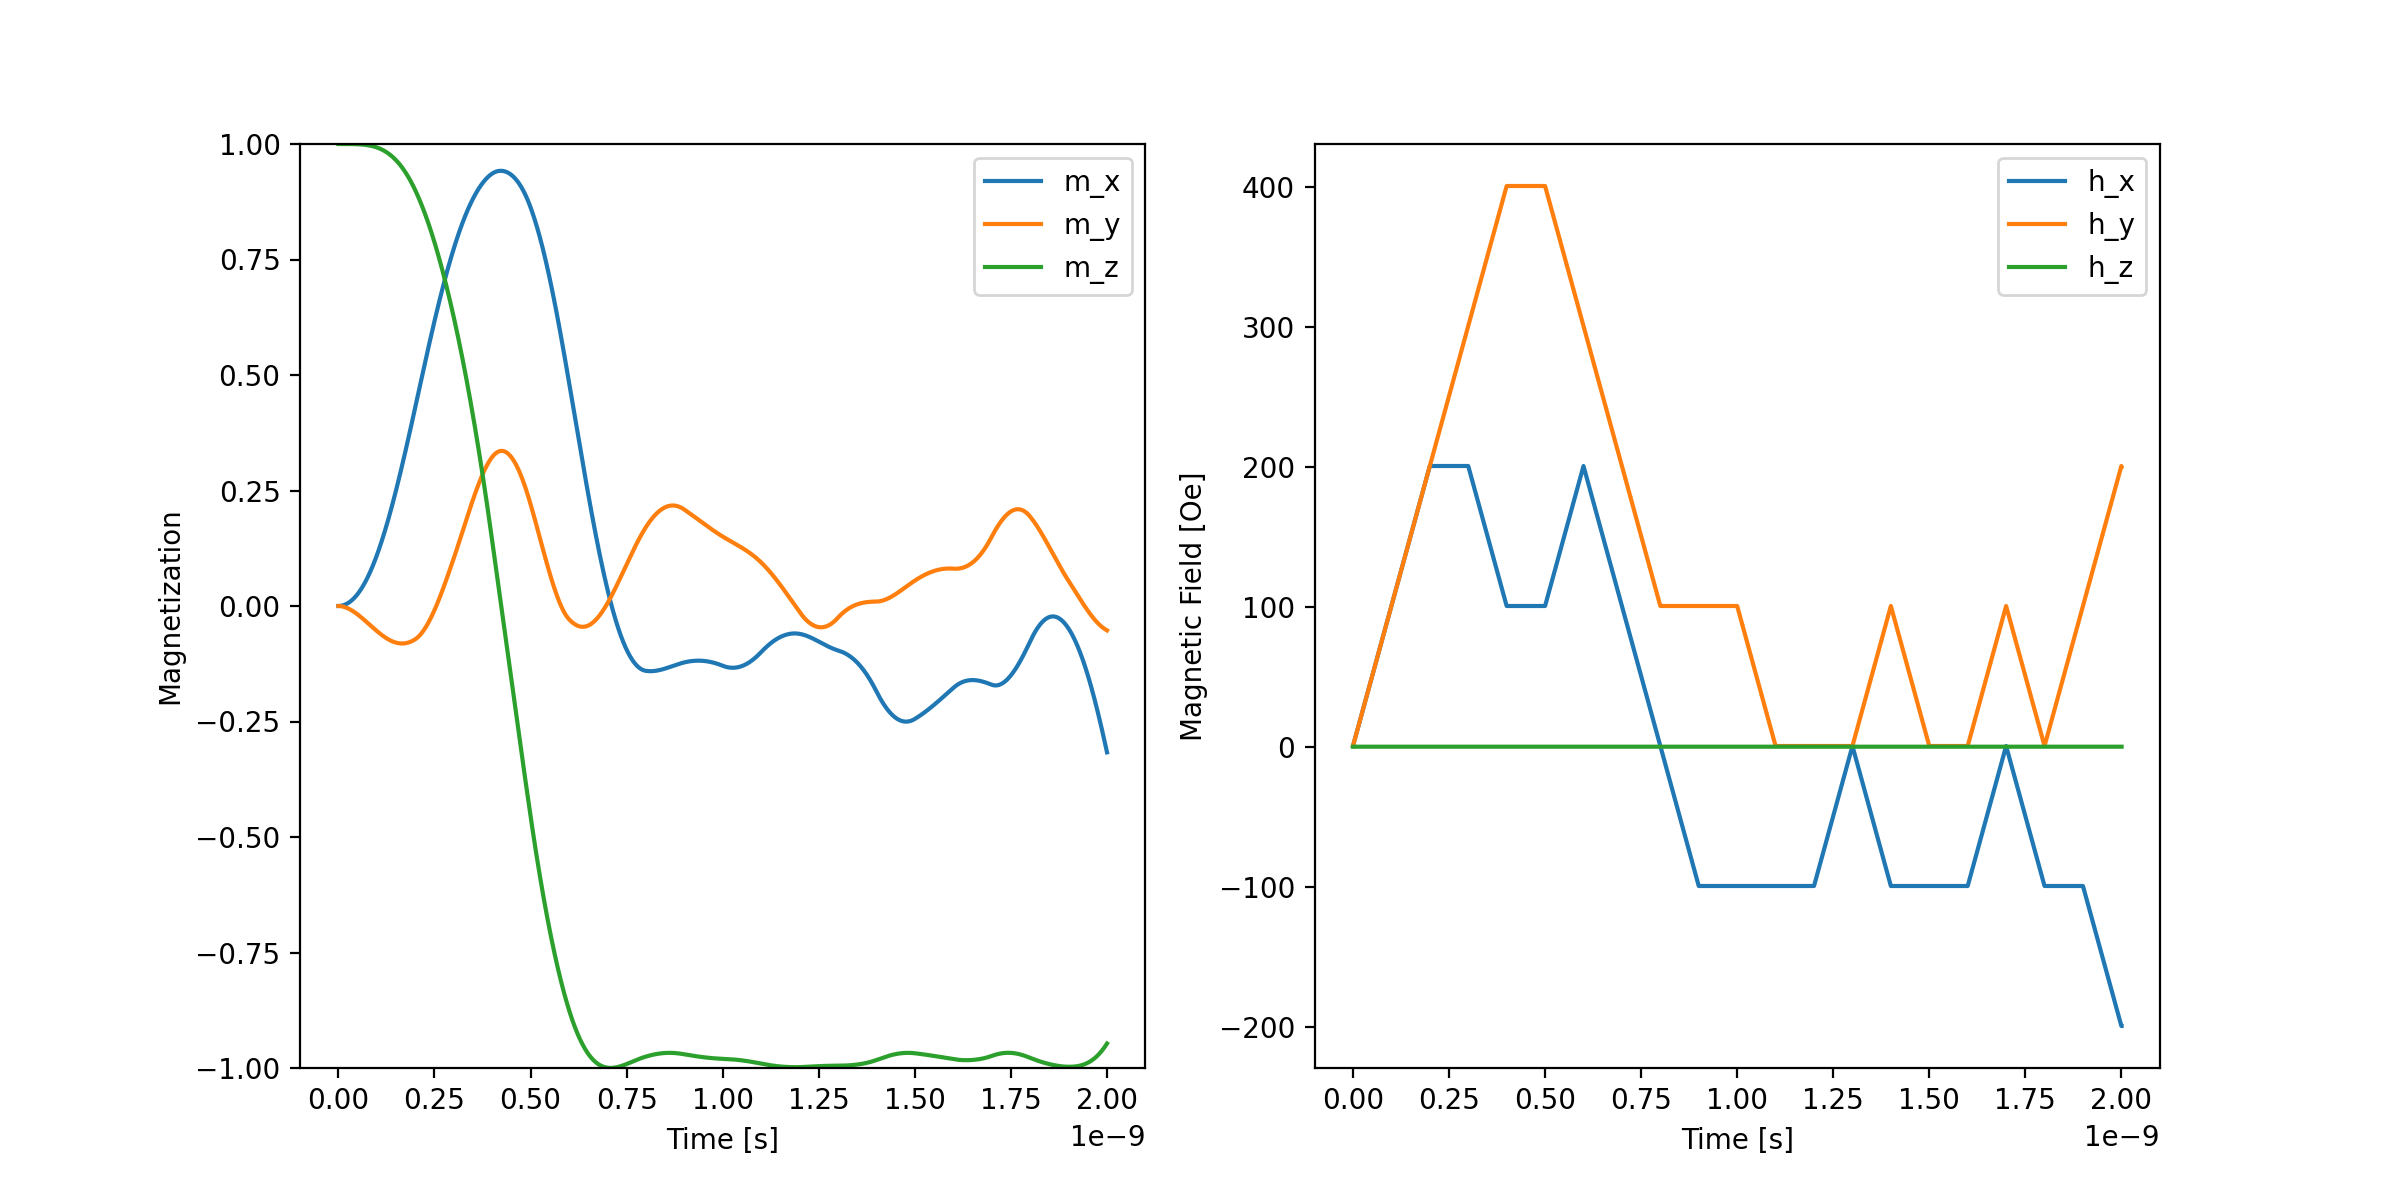 1.00
0.75
0.50
0.25
0.00
−0.25
−0.50
−0.75
−1.00
Magnetization
0.00 0.25 0.50 0.75 1.00 1.25 1.50 1.75 2.00
Time [s]
1e−9
m_x
m_y
m_z
400
300
200
100
0
−100
−200
Magnetic Field [Oe]
0.00 0.25 0.50 0.75 1.00 1.25 1.50 1.75 2.00
Time [s]
1e−9
h_x
h_y
h_z